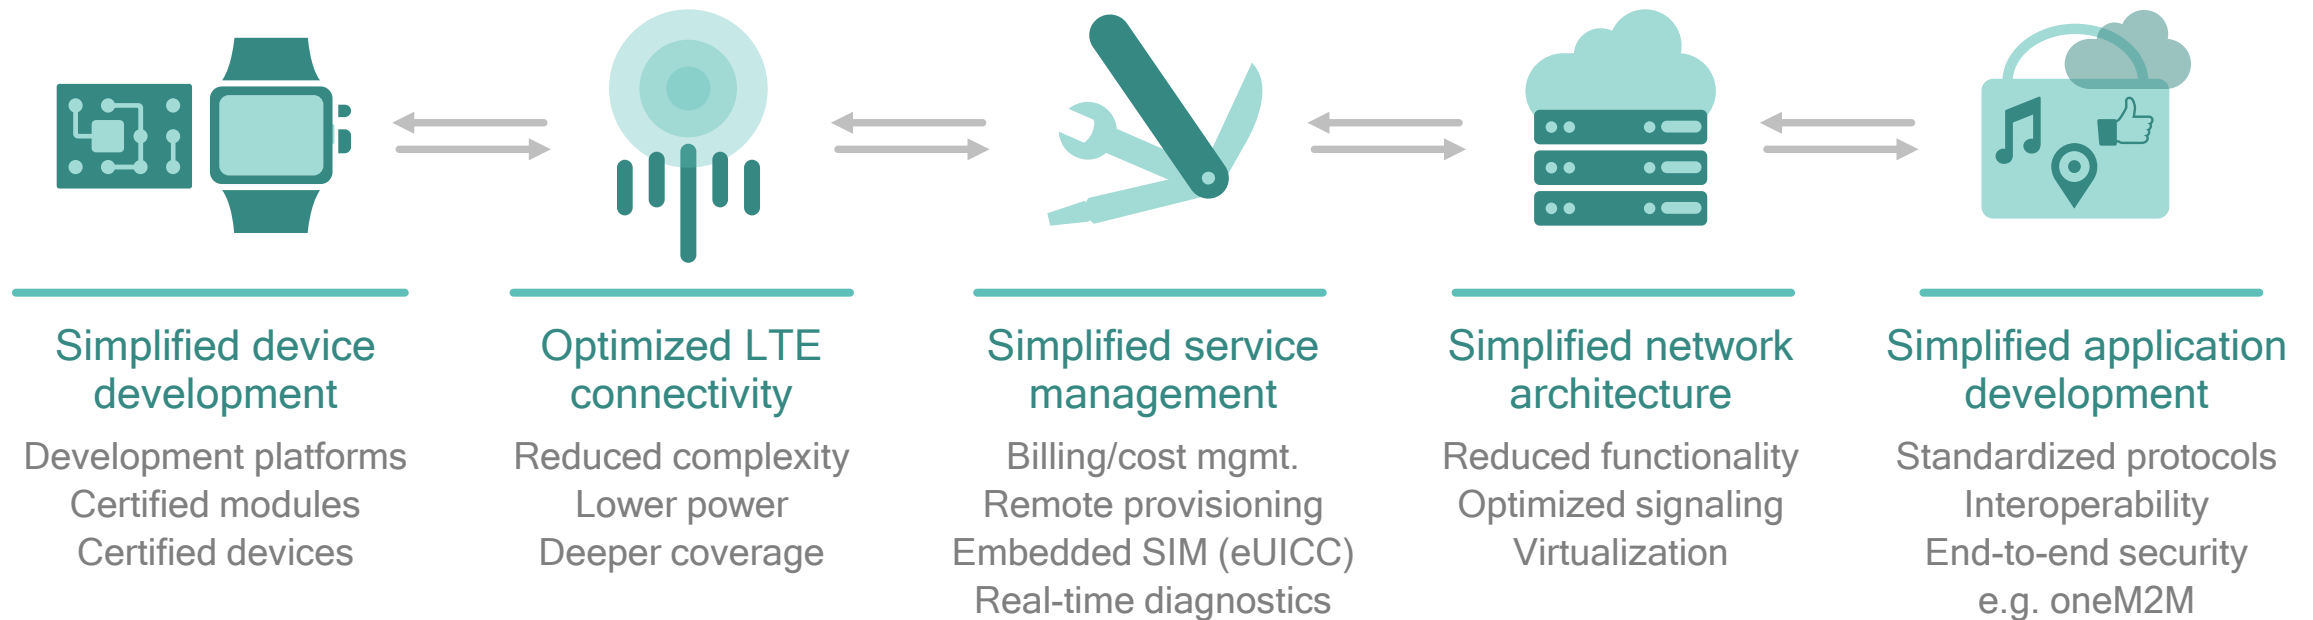 Simplified device
development
Development platforms
Certified modules
Certified devices
Optimized LTE
connectivity
Reduced complexity
Lower power
Deeper coverage
Simplified service
management
Billing/cost mgmt.
Remote provisioning
Embedded SIM (eUICC)
Real-time diagnostics
Simplified network
architecture
Reduced functionality
Optimized signaling
Virtualization
Simplified application
development
Standardized protocols
Interoperability
End-to-end security
e.g. oneM2M